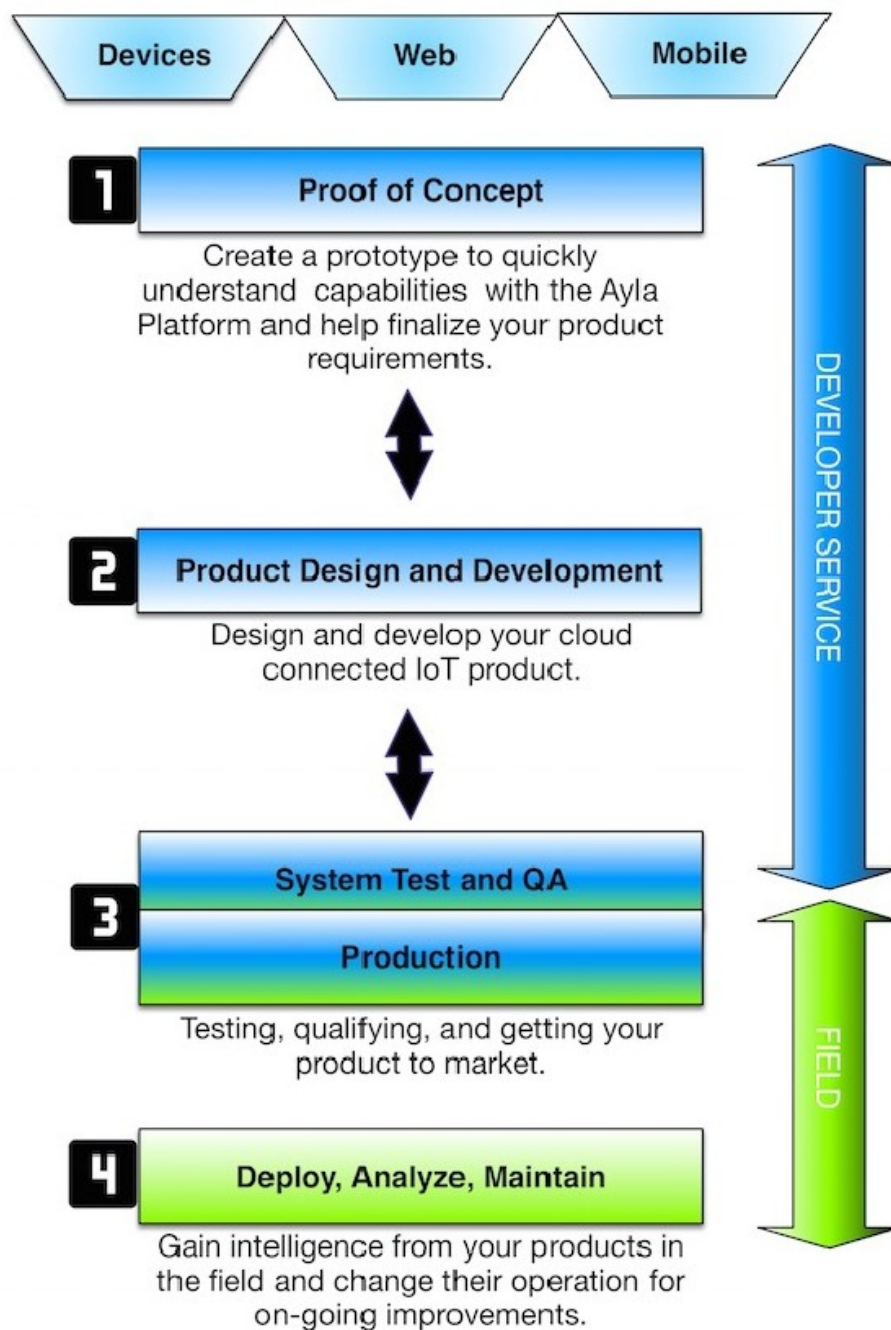 Devices
Web
Mobile
1
Proof of Concept
Create a prototype to quickly
understand capabilities with the Ayla
Platform and help finalize your product
requirements.
2
Product Design and Development
Design and develop your cloud
connected IoT product.
3
System Test and QA
Production
Testing, qualifying, and getting your
product to market.
4
Deploy, Analyze, Maintain
Gain intelligence from your products in
the field and change their operation for
on-going improvements.
DEVELOPER SERVICE
FIELD